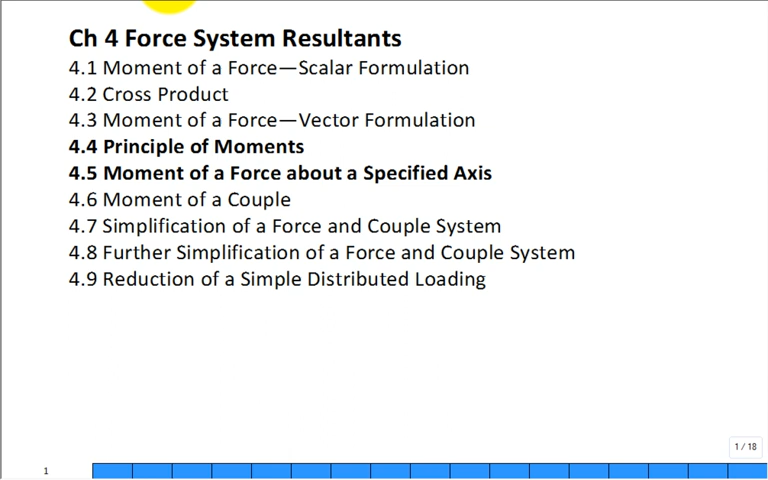 Ch 4 Force System Resultants
4.1 Moment of a Force—Scalar Formulation
4.2 Cross Product
4.3 Moment of a Force—Vector Formulation
4.4 Principle of Moments
4.5 Moment of a Force about a Specified Axis
4.6 Moment of a Couple
4.7 Simplification of a Force and Couple System
4.8 Further Simplification of a Force and Couple System
4.9 Reduction of a Simple Distributed Loading
1 / 18
1